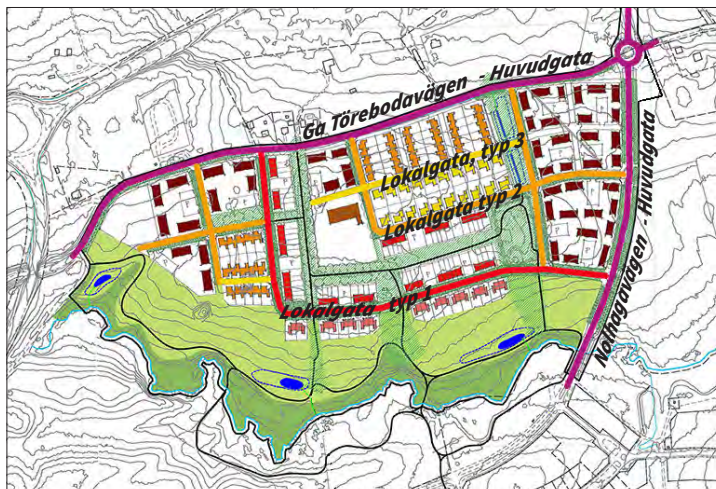 Ga Törebodavägen - Huvudgata
Lokalgata, typ 3
Lokalgata typ 2
Lokalgata - typ 1
Nolhagavägen - Huvudgata